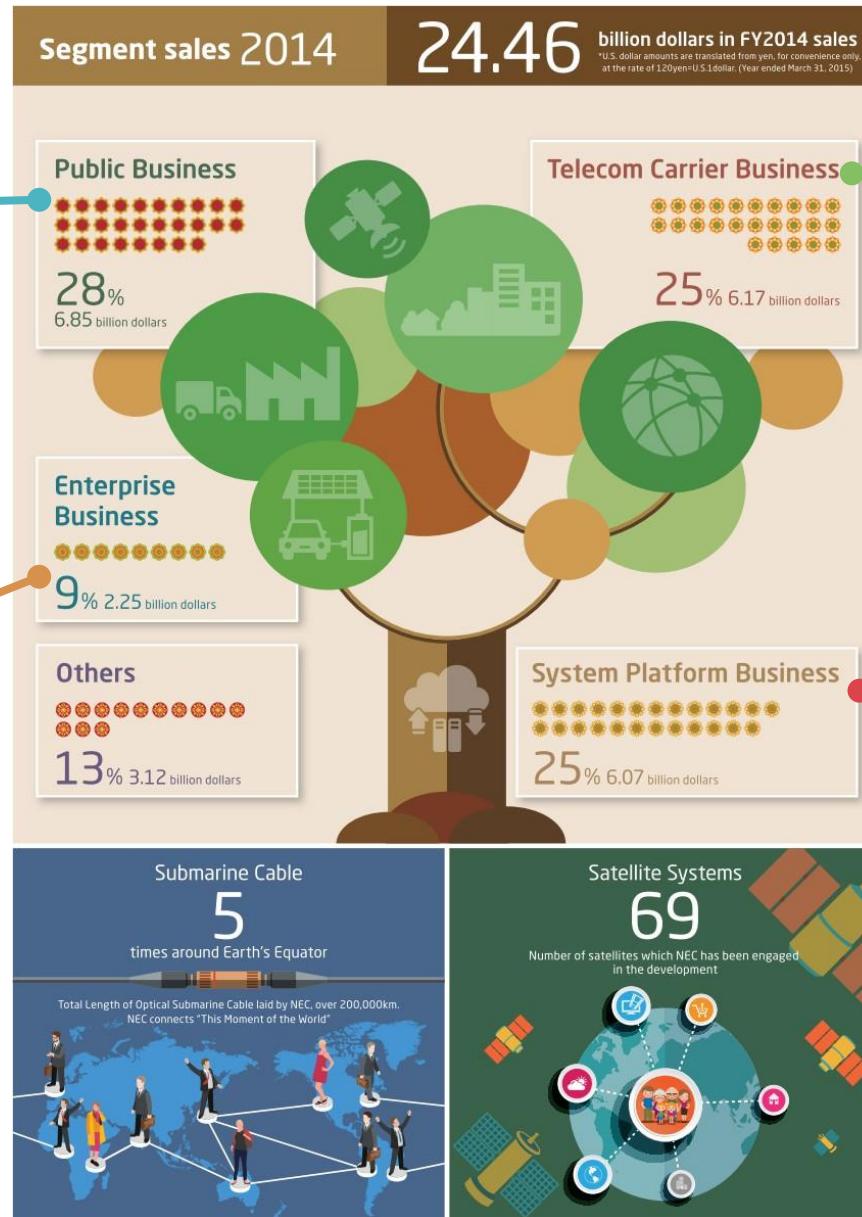 Segment sales 2014
24.46 billion dollars in FY2014 sales
*U.S. dollar amounts are translated from yen, for convenience only,
at the rate of 120yen=U.S.1dollar. (Year ended March 31, 2015)
Public Business
28%
6.85 billion dollars
Telecom Carrier Business
25% 6.17 billion dollars
Enterprise
Business
9% 2.25 billion dollars
Others
13% 3.12 billion dollars
System Platform Business
25% 6.07 billion dollars
Submarine Cable
5
times around Earth's Equator
Total Length of Optical Submarine Cable laid by NEC, over 200,000km.
NEC connects "This Moment of the World"
Satellite Systems
69
Number of satellites which NEC has been engaged
in the development